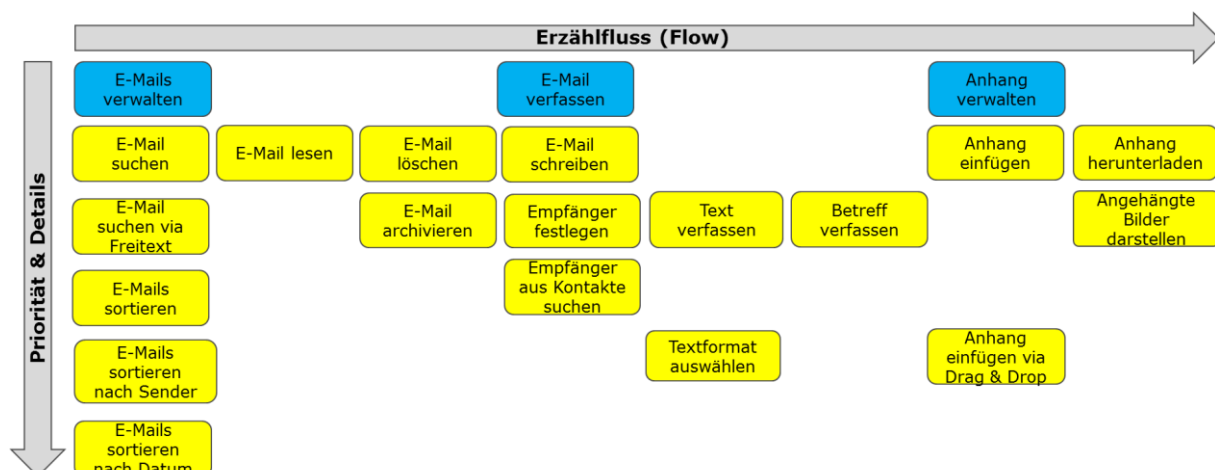 Erzählfluss (Flow)
Priorität & Details
E-Mails
verwalten
E-Mail
verfassen
Anhang
verwalten
E-Mail
suchen
E-Mail lesen
E-Mail
löschen
E-Mail
schreiben
Anhang
einfügen
Anhang
herunterladen
E-Mail
suchen via
Freitext
E-Mail
archivieren
Empfänger
festlegen
Text
verfassen
Betreff
verfassen
Angehängte
Bilder
darstellen
E-Mails
sortieren
Empfänger
aus Kontakte
suchen
E-Mails
sortieren
nach Sender
Textformat
auswählen
Anhang
einfügen via
Drag & Drop
E-Mails
sortieren
nach Datum